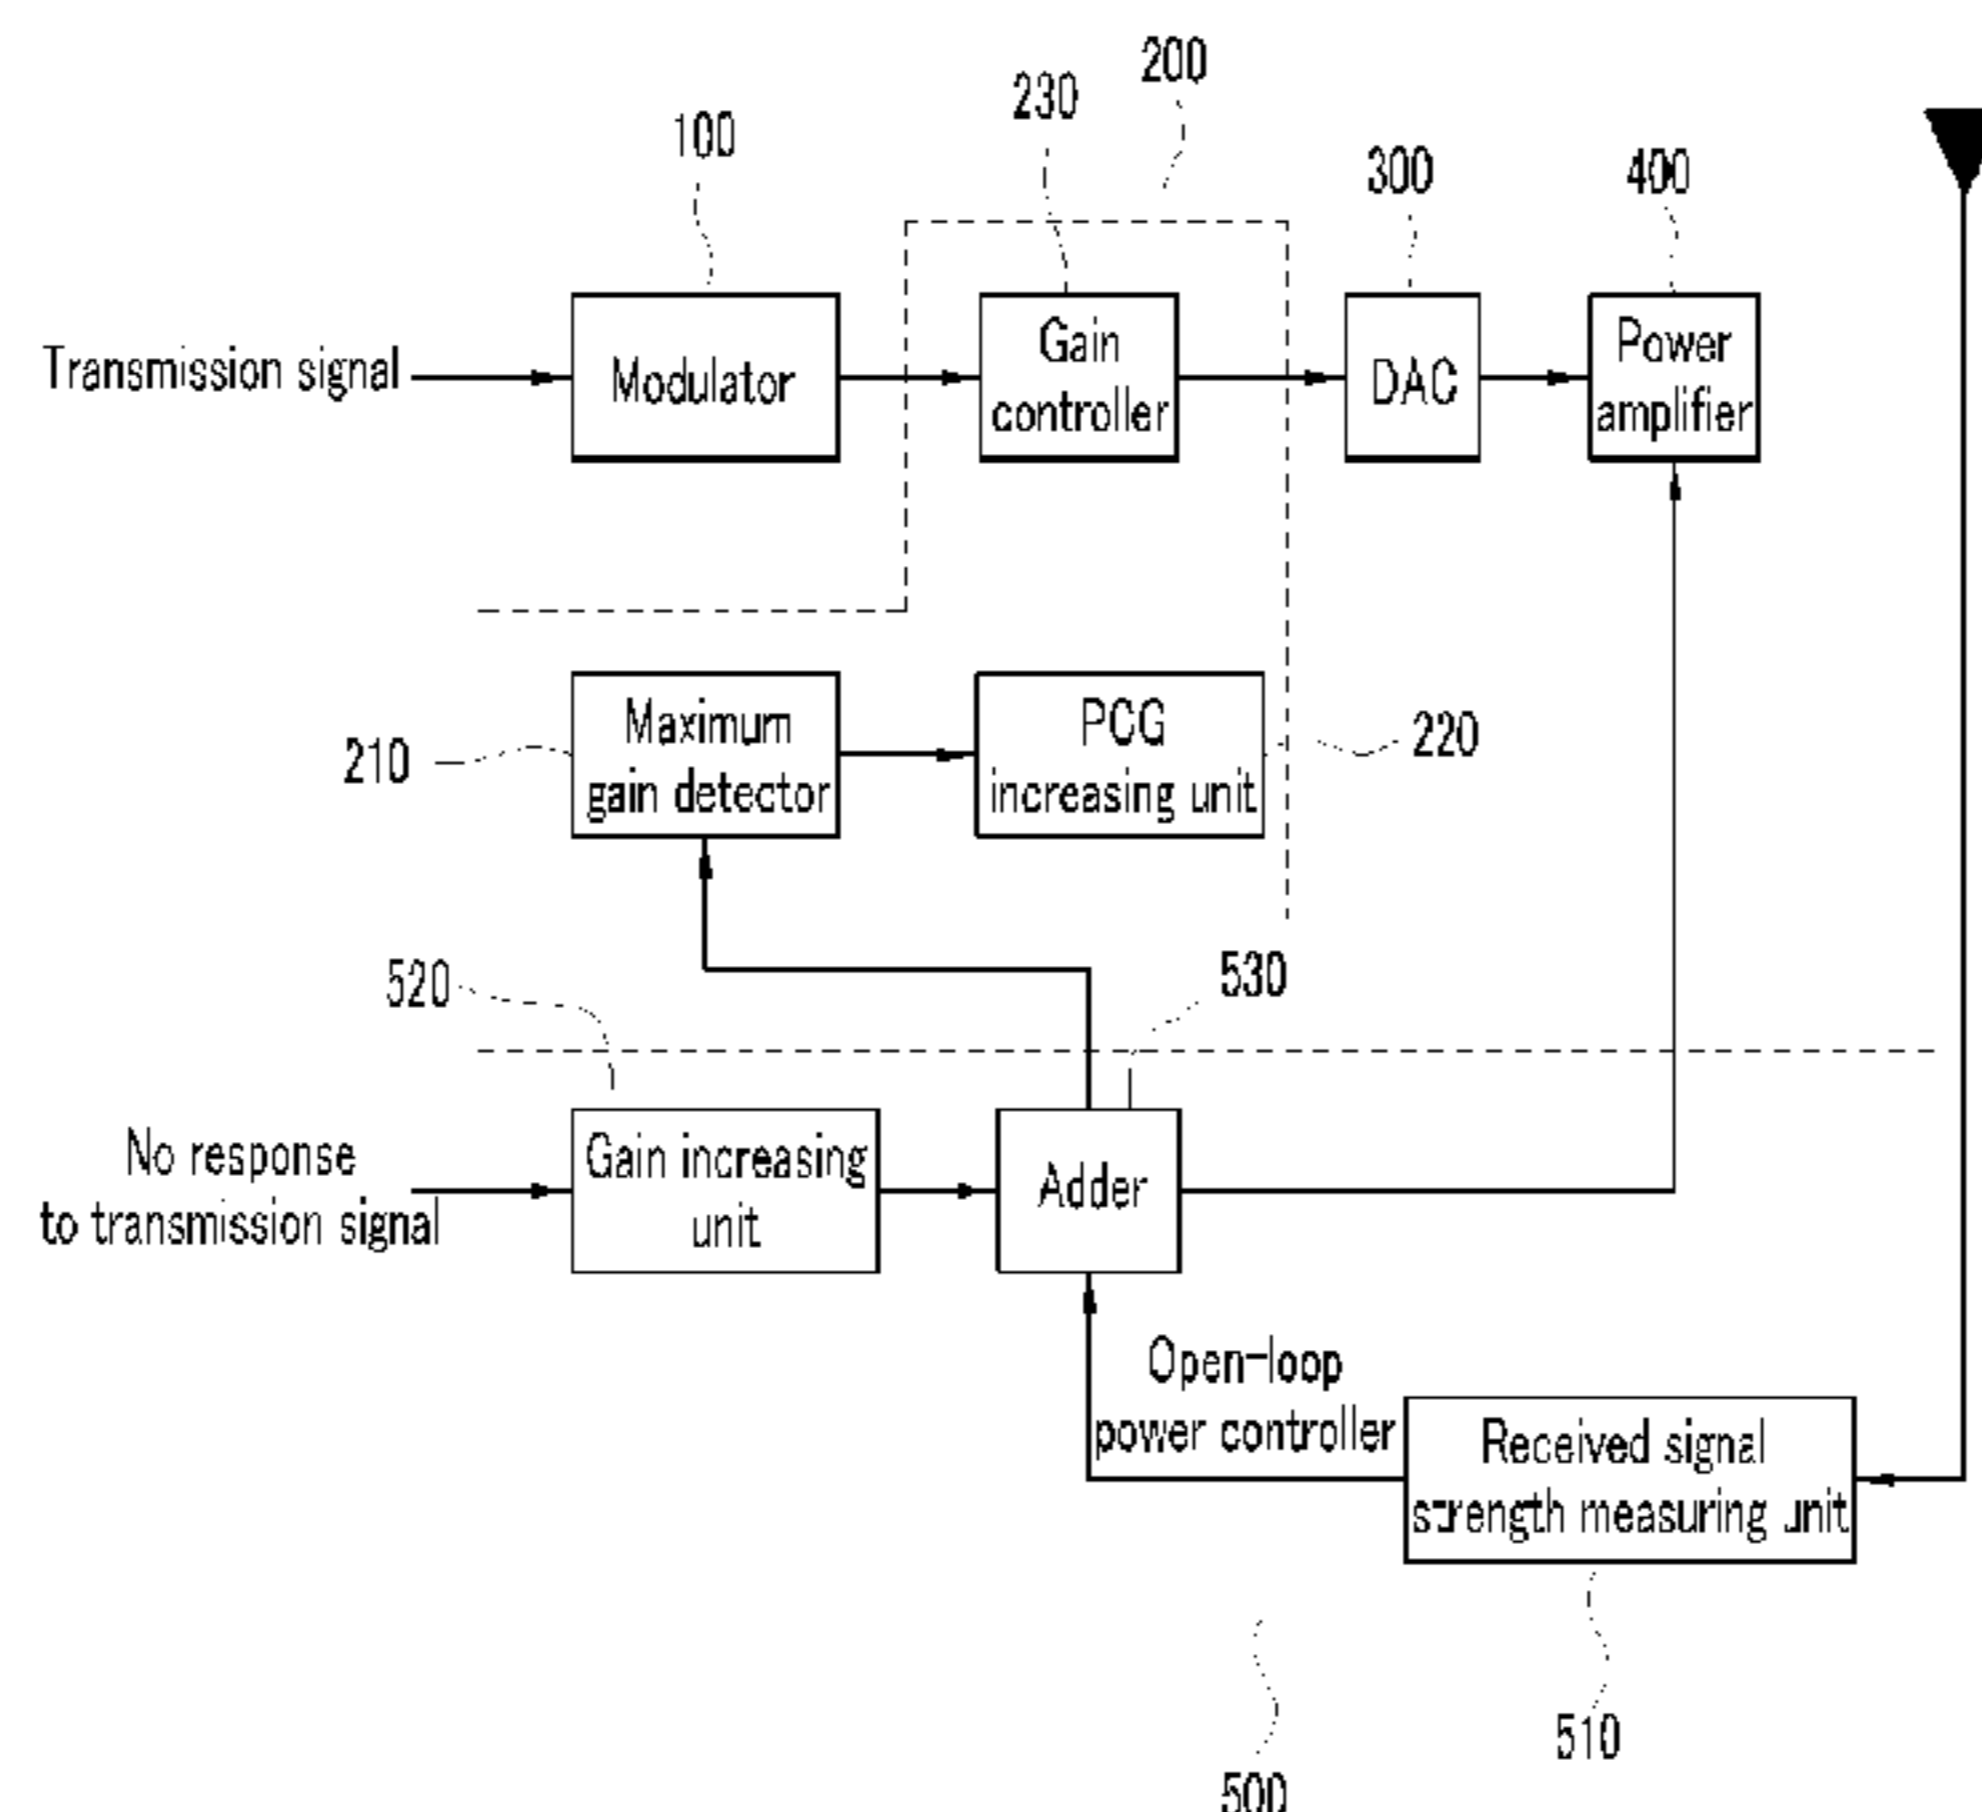 200
230
100
300
400
Transmission signal
Modulator
Gain
controller
DAC
Power
amplifier
210
Maximum
gain detector
PCG
increasing unit
220
520
530
No response
to transmission signal
Gain increasing
unit
Adder
Open-loop
power controller
Received signal
strength measuring unit
510
500